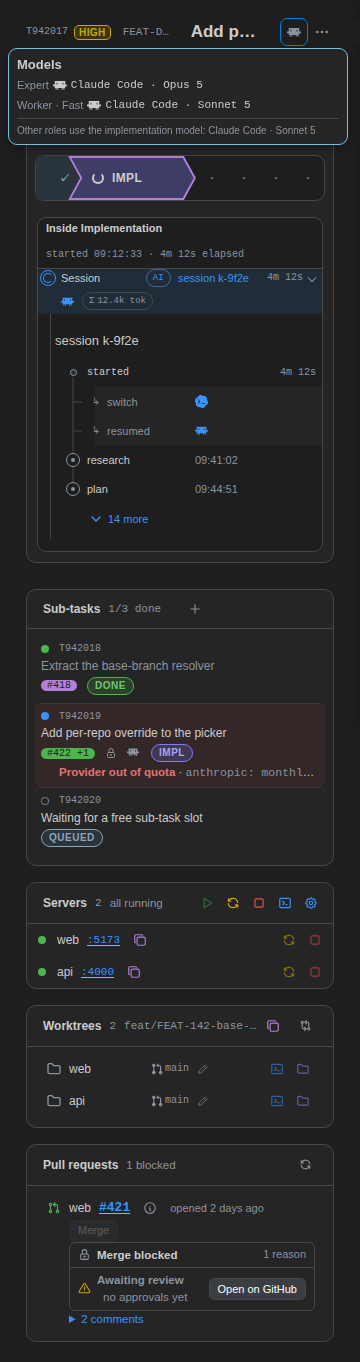 T942017 HIGH FEAT-D… Add p… ···
Models
Expert Claude Code · Opus 5
Worker · Fast Claude Code · Sonnet 5
Other roles use the implementation model: Claude Code · Sonnet 5
✓ IMPL · · · ·
Inside Implementation
started 09:12:33 · 4m 12s elapsed
Session AI session k-9f2e 4m 12s
Σ 12.4k tok
session k-9f2e
started 4m 12s
↳ switch
↳ resumed
research 09:41:02
plan 09:44:51
14 more
Sub-tasks 1/3 done +
T942018
Extract the base-branch resolver
#418 DONE
T942019
Add per-repo override to the picker
#422 +1 IMPL
Provider out of quota · anthropic: monthl…
T942020
Waiting for a free sub-task slot
QUEUED
Servers 2 all running
web :5173
api :4000
Worktrees 2 feat/FEAT-142-base-…
web main
api main
Pull requests 1 blocked
web #421 opened 2 days ago
Merge
Merge blocked 1 reason
Awaiting review
no approvals yet
Open on GitHub
2 comments